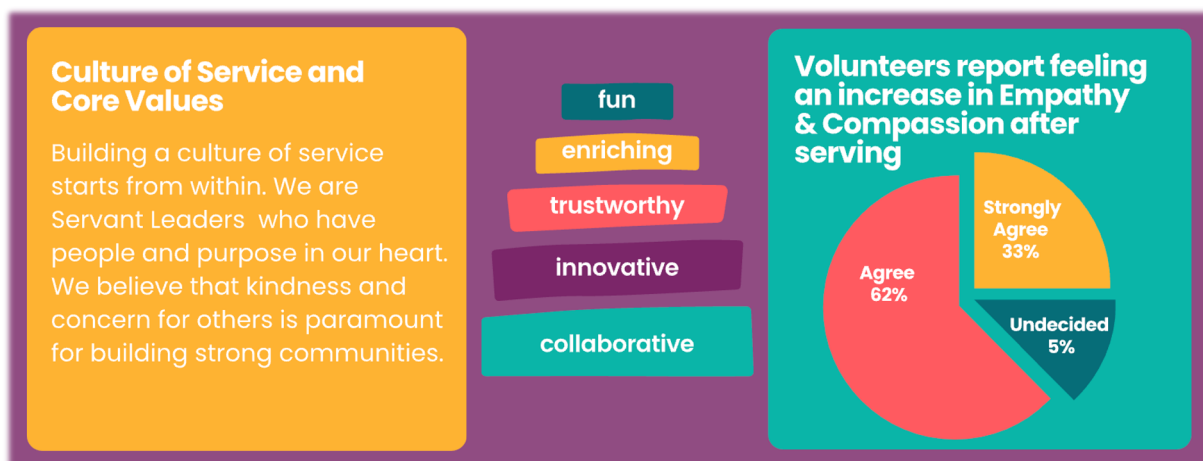 Culture of Service and
Core Values
Building a culture of service
starts from within. We are
Servant Leaders  who have
people and purpose in our heart.
We believe that kindness and
concern for others is paramount
for building strong communities.
fun
enriching
trustworthy
innovative
collaborative
Volunteers report feeling
an increase in Empathy
& Compassion after
serving
Strongly
Agree
33%
Agree
62%
Undecided
5%